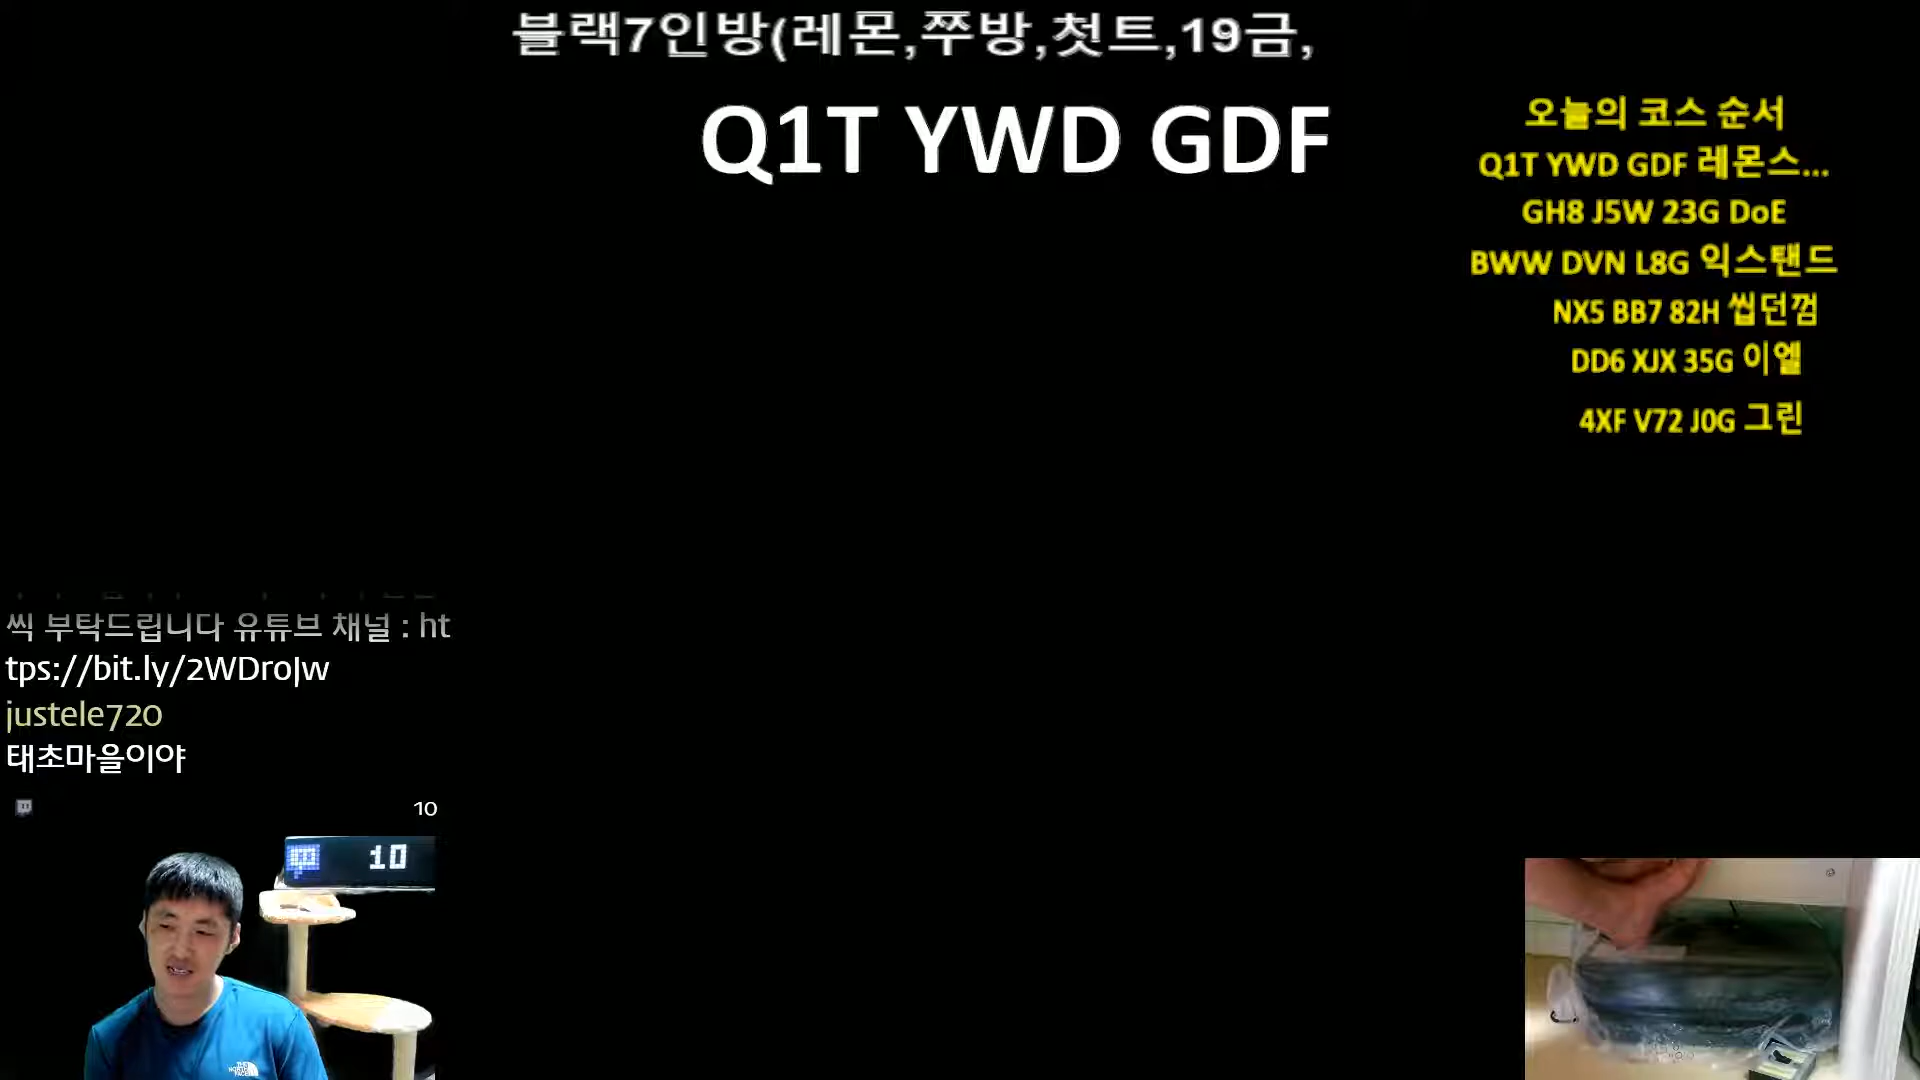 블랙7인방(레몬,쭈방,첫트,19금,
Q1T YWD GDF
오늘의 코스 순서
Q1T YWD GDF 레몬스...
GH8 J5W 23G DoE
BWW DVN L8G 익스탠드
NX5 BB7 82H 씹던껌
DD6 XJX 35G 이엘
4XF V72 J0G 그린
씩 부탁드립니다 유튜브 채널 : ht
tps://bit.ly/2WDroJw
justele720
태초마을이야
10
10
THE NORTH FACE